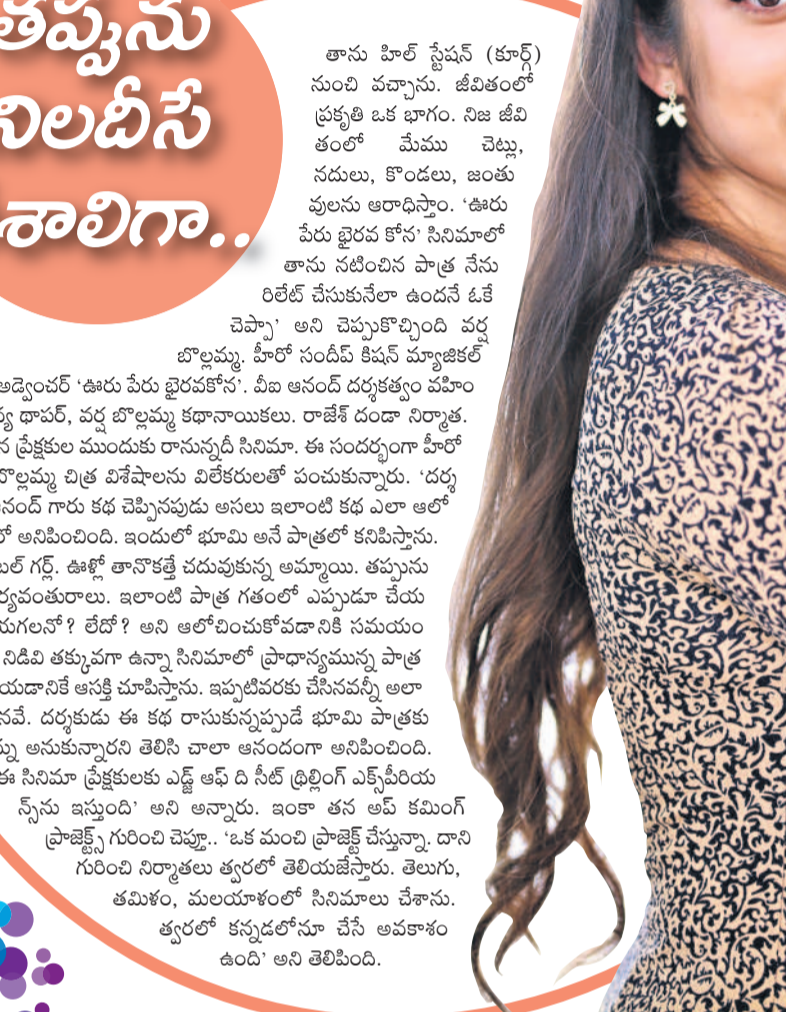 తప్పును
నిలదీసే
శాలిగా..
తాను హిల్ స్టేషన్ (కూర్గ్)
నుంచి వచ్చాను. జీవితంలో
ప్రకృతి ఒక భాగం. నిజ జీవి
తంలో మేము చెట్లు,
నదులు, కొండలు, జంతు
వులను ఆరాధిస్తాం. ‘ఊరు
పేరు భైరవ కోన’ సినిమాలో
తాను నటించిన పాత్ర నేను
రిలేట్ చేసుకునేలా ఉందనే ఓకే
చెప్పా’ అని చెప్పుకొచ్చింది వర్ష
బొల్లమ్మ. హీరో సందీప్ కిషన్ మ్యాజికల్
అడ్వెంచర్ ‘ఊరు పేరు భైరవకోన’. వీఐ ఆనంద్ దర్శకత్వం వహిం
థాపర్, వర్ష బొల్లమ్మ కథానాయికలు. రాజేశ్ దండా నిర్మాత.
న ప్రేక్షకుల ముందుకు రానున్నదీ సినిమా. ఈ సందర్భంగా హీరో
బొల్లమ్మ చిత్ర విశేషాలను విలేకరులతో పంచుకున్నారు. ‘దర్శ
నంద్ గారు కథ చెప్పినపుడు అసలు ఇలాంటి కథ ఎలా ఆలో
అనిపించింది. ఇందులో భూమి అనే పాత్రలో కనిపిస్తాను.
బల్ గర్ల్. ఊళ్లో తానొకత్తే చదువుకున్న అమ్మాయి. తప్పును
ర్యవంతురాలు. ఇలాంటి పాత్ర గతంలో ఎప్పుడూ చేయ
యగలనో? లేదో? అని ఆలోచించుకోవడానికి సమయం
నిడివి తక్కువగా ఉన్నా సినిమాలో ప్రాధాన్యమున్న పాత్ర
యడానికే ఆసక్తి చూపిస్తాను. ఇప్పటివరకు చేసినవన్నీ అలా
నవే. దర్శకుడు ఈ కథ రాసుకున్నప్పుడే భూమి పాత్రకు
న్ను అనుకున్నారని తెలిసి చాలా ఆనందంగా అనిపించింది.
ఈ సినిమా ప్రేక్షకులకు ఎడ్జ్ ఆఫ్ ది సీట్ థ్రిల్లింగ్ ఎక్స్‌పీరియ
న్స్‌ను ఇస్తుంది’ అని అన్నారు. ఇంకా తన అప్ కమింగ్
ప్రాజెక్ట్స్ గురించి చెప్తూ.. ‘ఒక మంచి ప్రాజెక్ట్ చేస్తున్నా. దాని
గురించి నిర్మాతలు త్వరలో తెలియజేస్తారు. తెలుగు,
తమిళం, మలయాళంలో సినిమాలు చేశాను.
త్వరలో కన్నడలోనూ చేసే అవకాశం
ఉంది’ అని తెలిపింది.